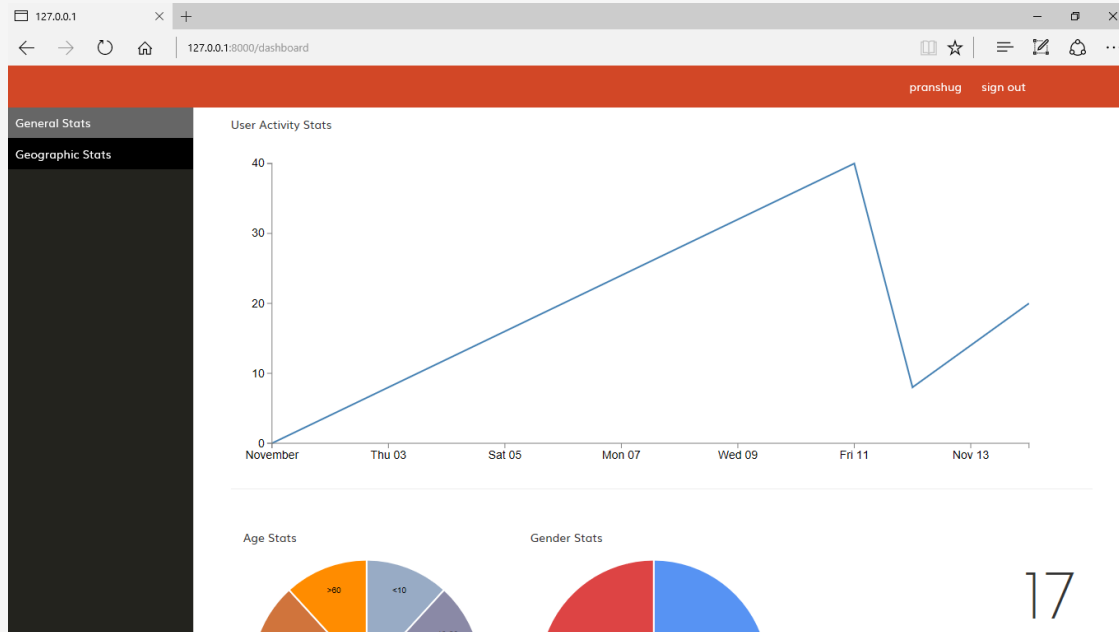 127.0.0.1
127.0.0.1:8000/dashboard
pranshug sign out
General Stats
Geographic Stats
User Activity Stats
40
30
20
10
0
November Thu 03 Sat 05 Mon 07 Wed 09 Fri 11 Nov 13
Age Stats Gender Stats
>60 <10
17